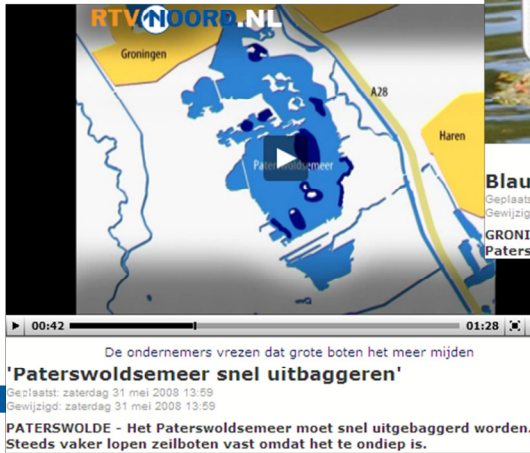 RTV NOORD.NL
Groningen
A28
Haren
Paterswoldsemeer
00:42
01:28
De ondernemers vrezen dat grote boten het meer mijden
'Paterswoldsemeer snel uitbaggeren'
Geplaatst: zaterdag 31 mei 2008 13:59
Gewijzigd: zaterdag 31 mei 2008 13:59
PATERSWOLDE - Het Paterswoldsemeer moet snel uitgebaggerd worden.
Steeds vaker lopen zeilboten vast omdat het te ondiep is.
Blau
Geplaats
Gewijzig
GRONI
Paters